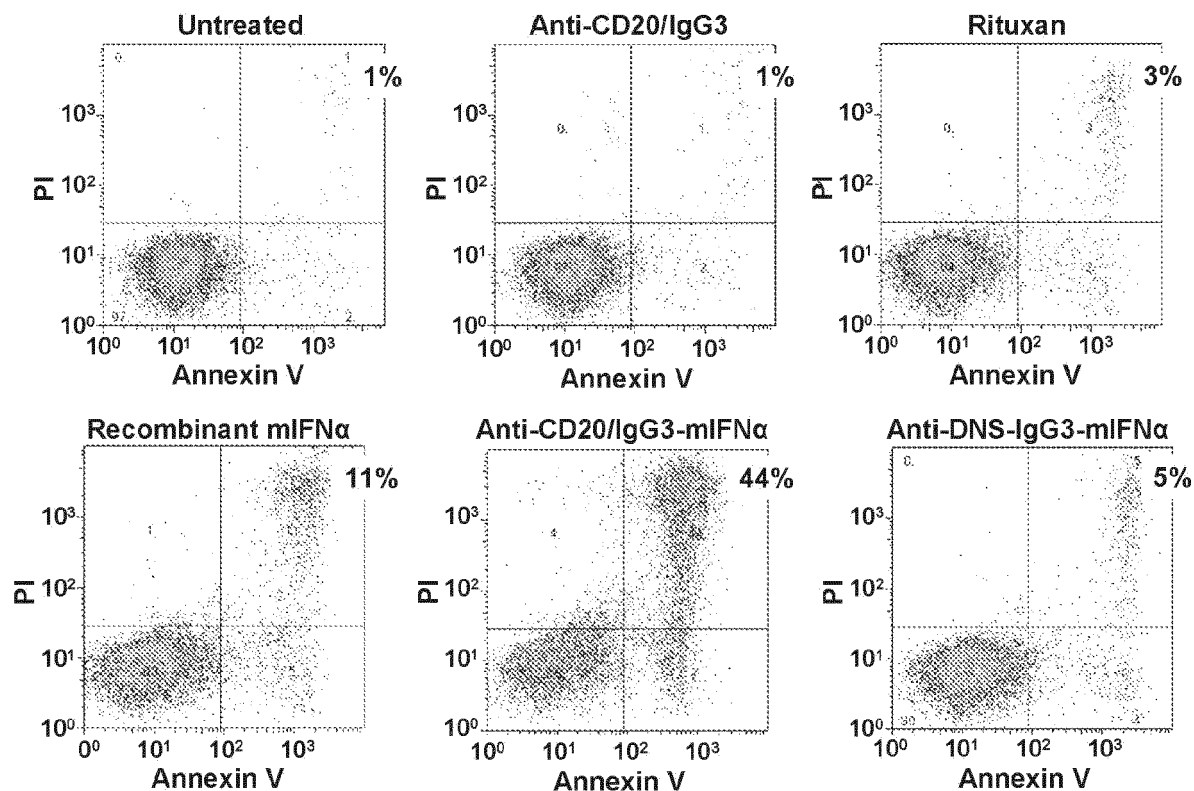 Untreated
1%
PI
10³
10²
10¹
10⁰
10⁰ 10¹ 10² 10³
Annexin V
Anti-CD20/IgG3
1%
PI
10³
10²
10¹
10⁰
10⁰ 10¹ 10² 10³
Annexin V
Rituxan
3%
PI
10³
10²
10¹
10⁰
10⁰ 10¹ 10² 10³
Annexin V
Recombinant mIFNα
11%
PI
10³
10²
10¹
10⁰
0⁰ 10¹ 10² 10³
Annexin V
Anti-CD20/IgG3-mIFNα
44%
PI
10³
10²
10¹
10⁰
10⁰ 10¹ 10² 10³
Annexin V
Anti-DNS-IgG3-mIFNα
5%
PI
10³
10²
10¹
10⁰
10⁰ 10¹ 10² 10³
Annexin V